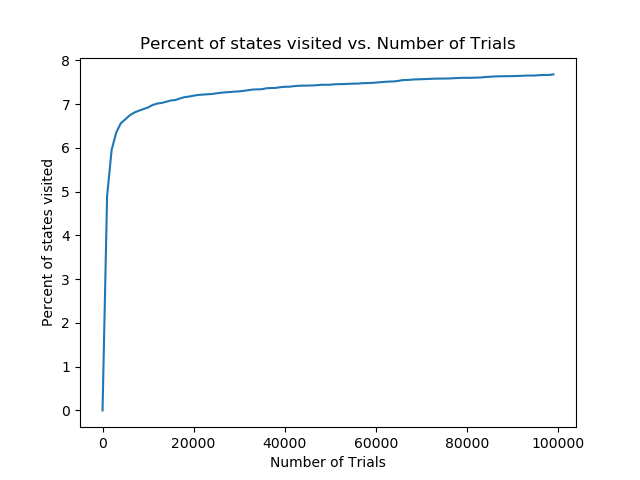 Percent of states visited vs. Number of Trials
Percent of states visited
8
7
6
5
4
3
2
1
0
0 20000 40000 60000 80000 100000
Number of Trials